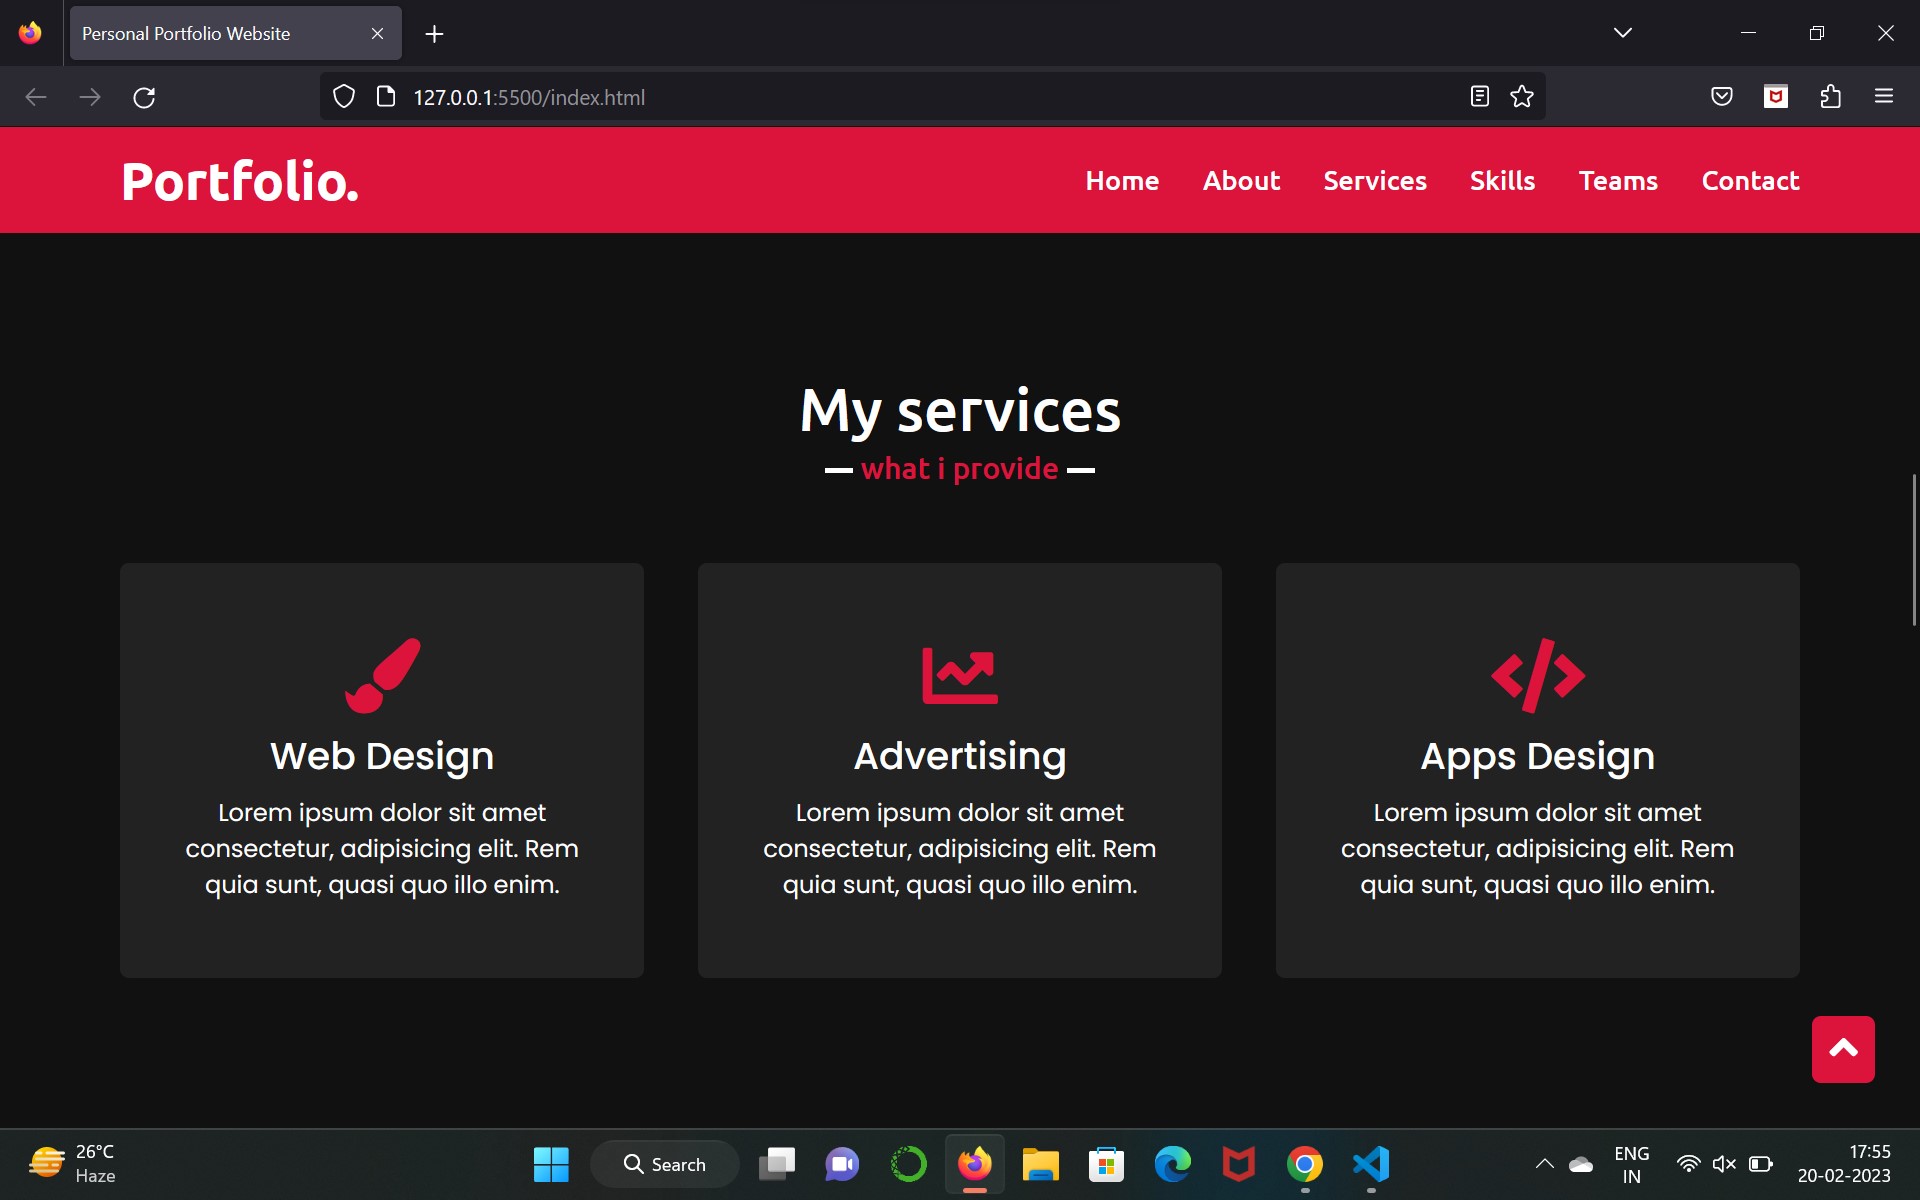 Personal Portfolio Website
127.0.0.1:5500/index.html
Portfolio.
Home About Services Skills Teams Contact
My services
what i provide
Web Design
Lorem ipsum dolor sit amet
consectetur, adipisicing elit. Rem
quia sunt, quasi quo illo enim.
Advertising
Lorem ipsum dolor sit amet
consectetur, adipisicing elit. Rem
quia sunt, quasi quo illo enim.
Apps Design
Lorem ipsum dolor sit amet
consectetur, adipisicing elit. Rem
quia sunt, quasi quo illo enim.
26°C
Haze
Search
ENG
IN
17:55
20-02-2023